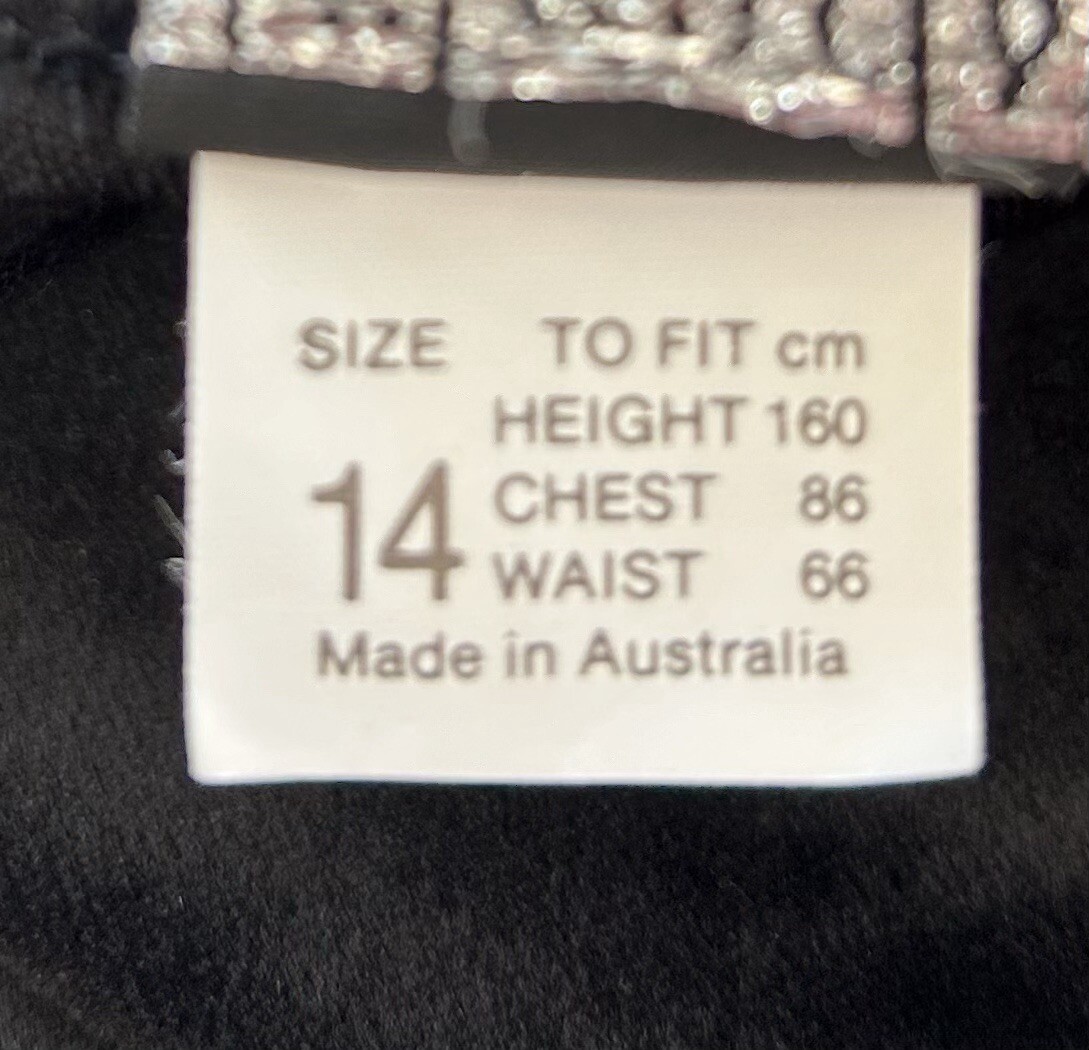 SIZE TO FIT cm
HEIGHT 160
14 CHEST 86
WAIST 66
Made in Australia